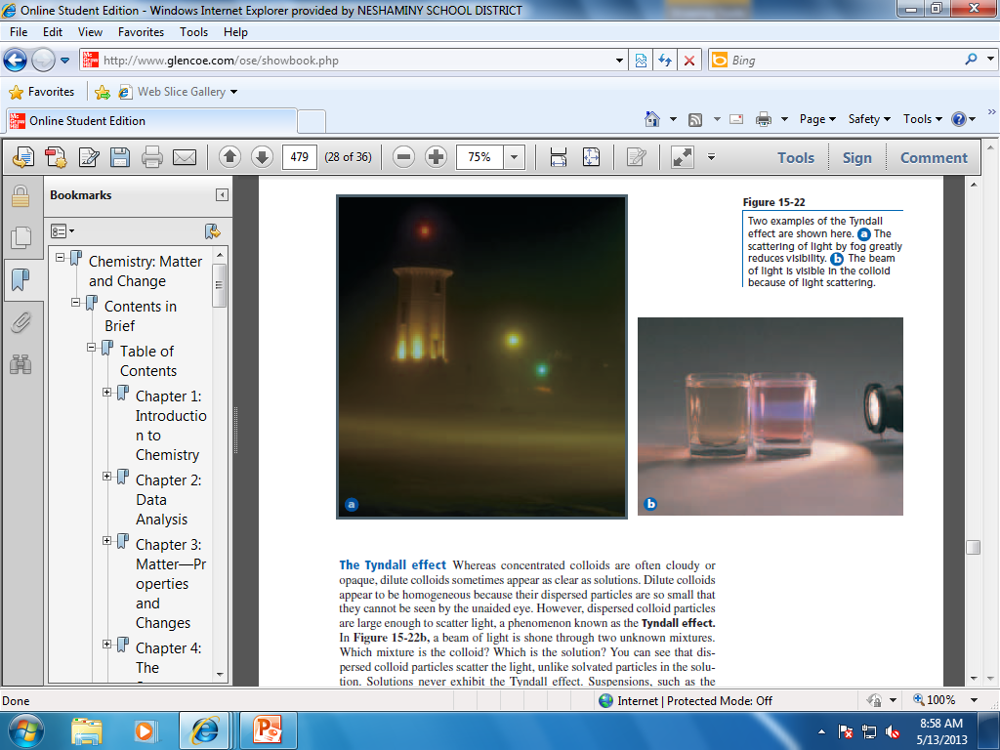 Online Student Edition - Windows Internet Explorer provided by NESHAMINY SCHOOL DISTRICT
File Edit View Favorites Tools Help
http://www.glencoe.com/ose/showbook.php
Bing
Favorites
Web Slice Gallery
Mc Graw Hill Online Student Edition
Page Safety Tools
479 (28 of 36) 75% Tools Sign Comment
Bookmarks
Chemistry: Matter
and Change
Contents in
Brief
Table of
Contents
Chapter 1:
Introductio
n to
Chemistry
Chapter 2:
Data
Analysis
Chapter 3:
Matter—Pr
operties
and
Changes
Chapter 4:
The
a
Figure 15-22
Two examples of the Tyndall
effect are shown here. a The
scattering of light by fog greatly
reduces visibility. b The beam
of light is visible in the colloid
because of light scattering.
b
The Tyndall effect Whereas concentrated colloids are often cloudy or
opaque, dilute colloids sometimes appear as clear as solutions. Dilute colloids
appear to be homogeneous because their dispersed particles are so small that
they cannot be seen by the unaided eye. However, dispersed colloid particles
are large enough to scatter light, a phenomenon known as the Tyndall effect.
In Figure 15-22b, a beam of light is shone through two unknown mixtures.
Which mixture is the colloid? Which is the solution? You can see that dis-
persed colloid particles scatter the light, unlike solvated particles in the solu-
tion. Solutions never exhibit the Tyndall effect. Suspensions, such as the
Done
Internet | Protected Mode: Off
100%
8:58 AM
5/13/2013